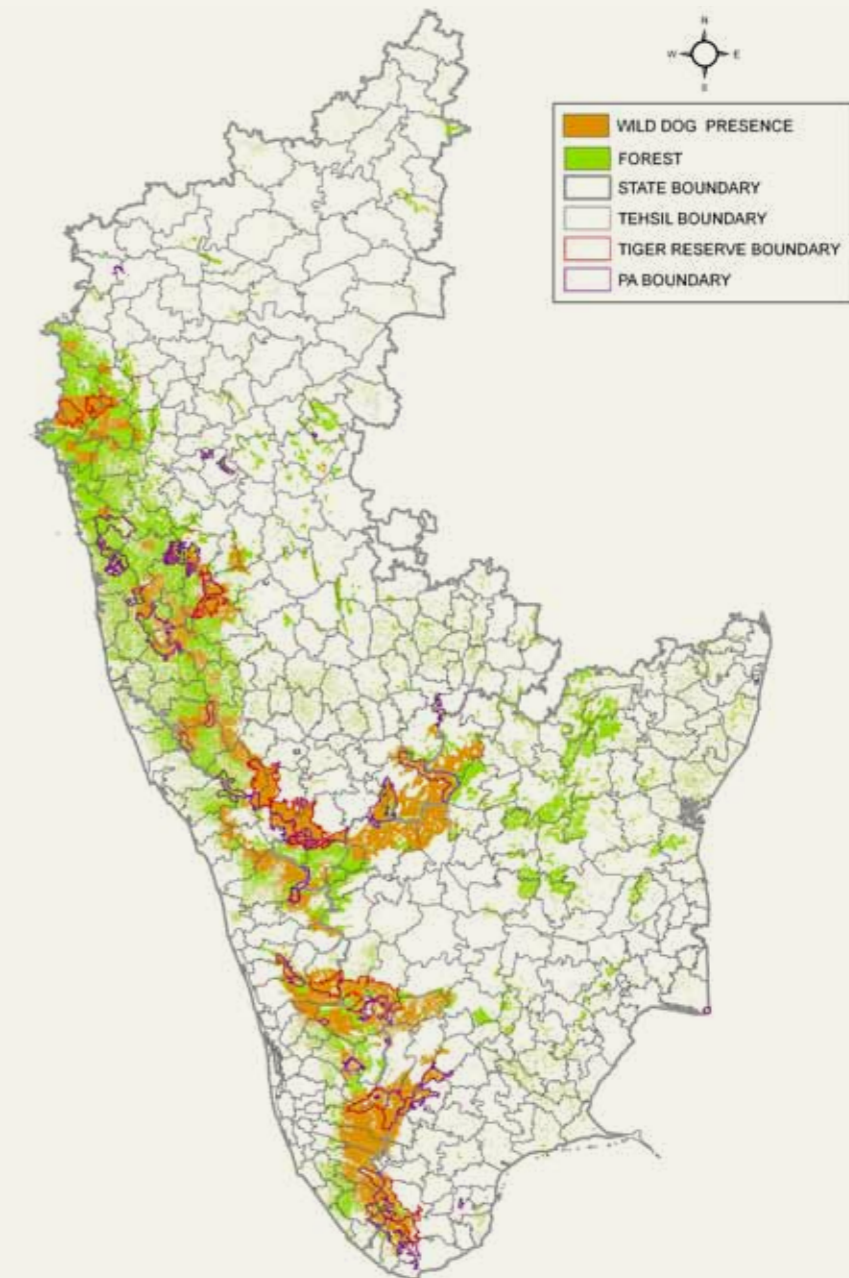 N
W E
S
WILD DOG PRESENCE
FOREST
STATE BOUNDARY
TEHSIL BOUNDARY
TIGER RESERVE BOUNDARY
PA BOUNDARY